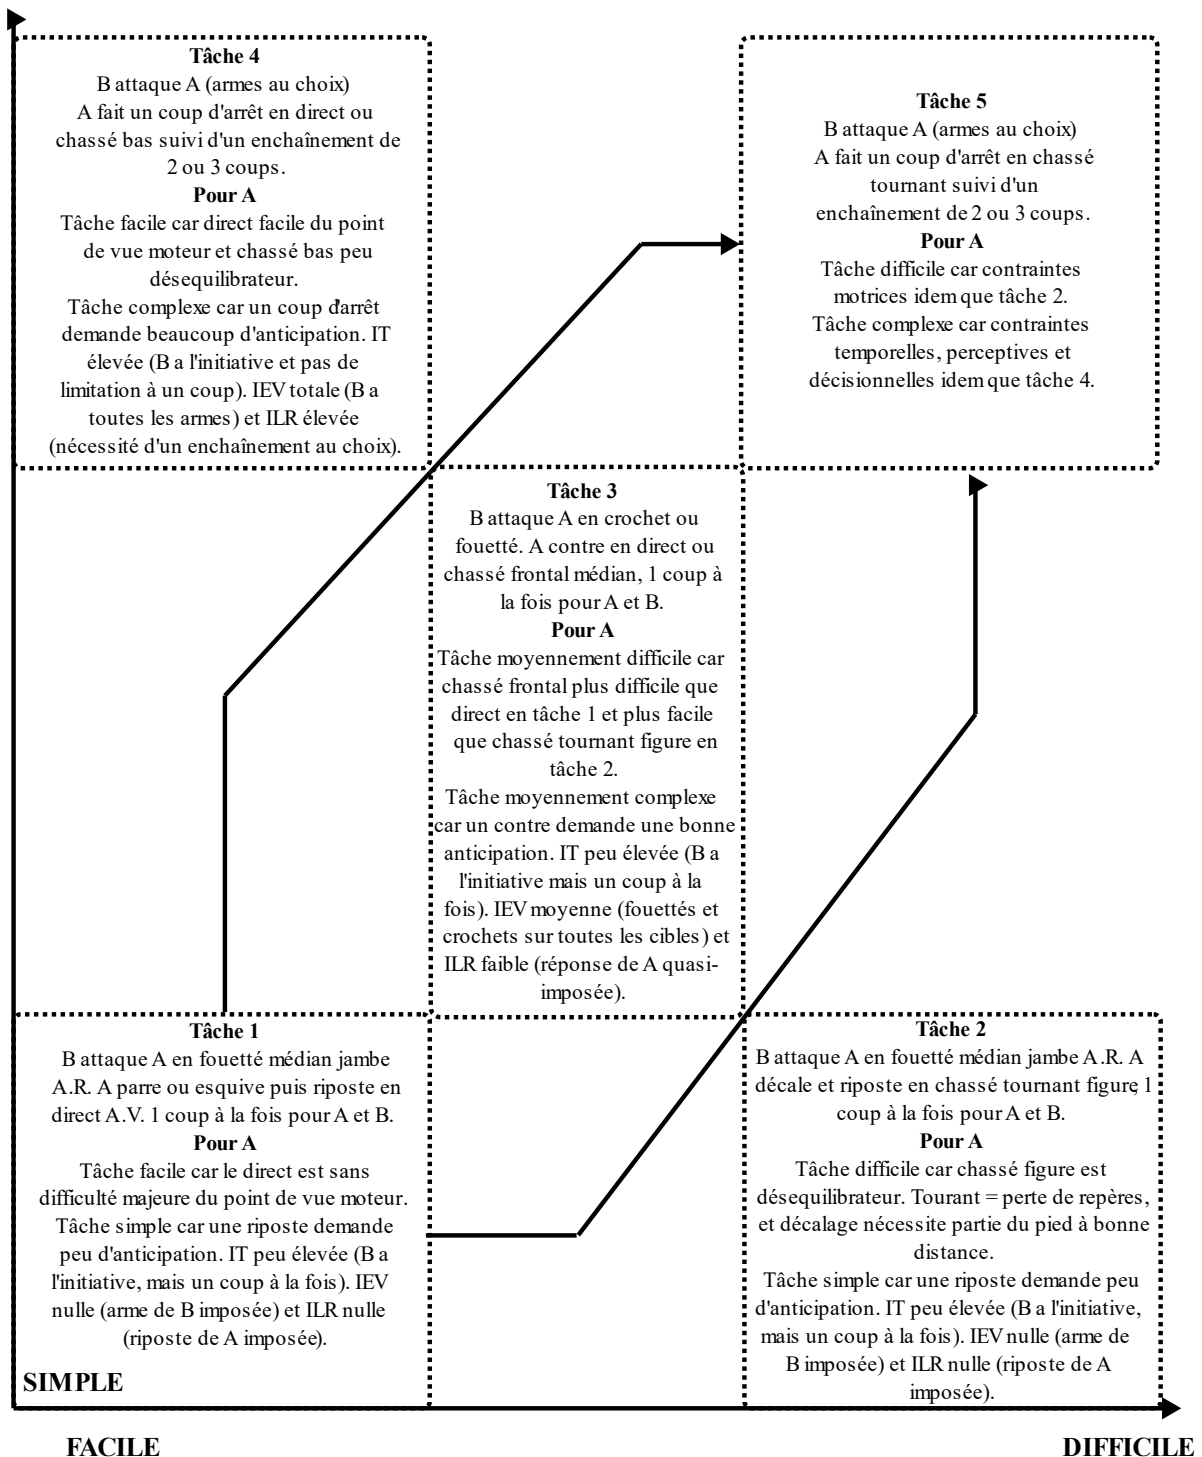 Tâche 4
B attaque A (armes au choix)
A fait un coup d'arrêt en direct ou
chassé bas suivi d'un enchaînement de
2 ou 3 coups.
Pour A
Tâche facile car direct facile du point
de vue moteur et chassé bas peu
désequilibrateur.
Tâche complexe car un coup d'arrêt
demande beaucoup d'anticipation. IT
élevée (B a l'initiative et pas de
limitation à un coup). IEV totale (B a
toutes les armes) et ILR élevée
(nécessité d'un enchaînement au choix).
Tâche 5
B attaque A (armes au choix)
A fait un coup d'arrêt en chassé
tournant suivi d'un
enchaînement de 2 ou 3 coups.
Pour A
Tâche difficile car contraintes
motrices idem que tâche 2.
Tâche complexe car contraintes
temporelles, perceptives et
décisionnelles idem que tâche 4.
Tâche 3
B attaque A en crochet ou
fouetté. A contre en direct ou
chassé frontal médian, 1 coup à
la fois pour A et B.
Pour A
Tâche moyennement difficile car
chassé frontal plus difficile que
direct en tâche 1 et plus facile
que chassé tournant figure en
tâche 2.
Tâche moyennement complexe
car un contre demande une bonne
anticipation. IT peu élevée (B a
l'initiative mais un coup à la
fois). IEV moyenne (fouettés et
crochets sur toutes les cibles) et
ILR faible (réponse de A quasi-
imposée).
Tâche 1
B attaque A en fouetté médian jambe
A.R. A parre ou esquive puis riposte en
direct A.V. 1 coup à la fois pour A et B.
Pour A
Tâche facile car le direct est sans
difficulté majeure du point de vue moteur.
Tâche simple car une riposte demande
peu d'anticipation. IT peu élevée (B a
l'initiative, mais un coup à la fois). IEV
nulle (arme de B imposée) et ILR nulle
(riposte de A imposée).
Tâche 2
B attaque A en fouetté médian jambe A.R. A
décale et riposte en chassé tournant figure, 1
coup à la fois pour A et B.
Pour A
Tâche difficile car chassé figure est
désequilibrateur. Tourant = perte de repères,
et décalage nécessite partie du pied à bonne
distance.
Tâche simple car une riposte demande peu
d'anticipation. IT peu élevée (B a l'initiative,
mais un coup à la fois). IEV nulle (arme de
B imposée) et ILR nulle (riposte de A
imposée).
SIMPLE
FACILE
DIFFICILE